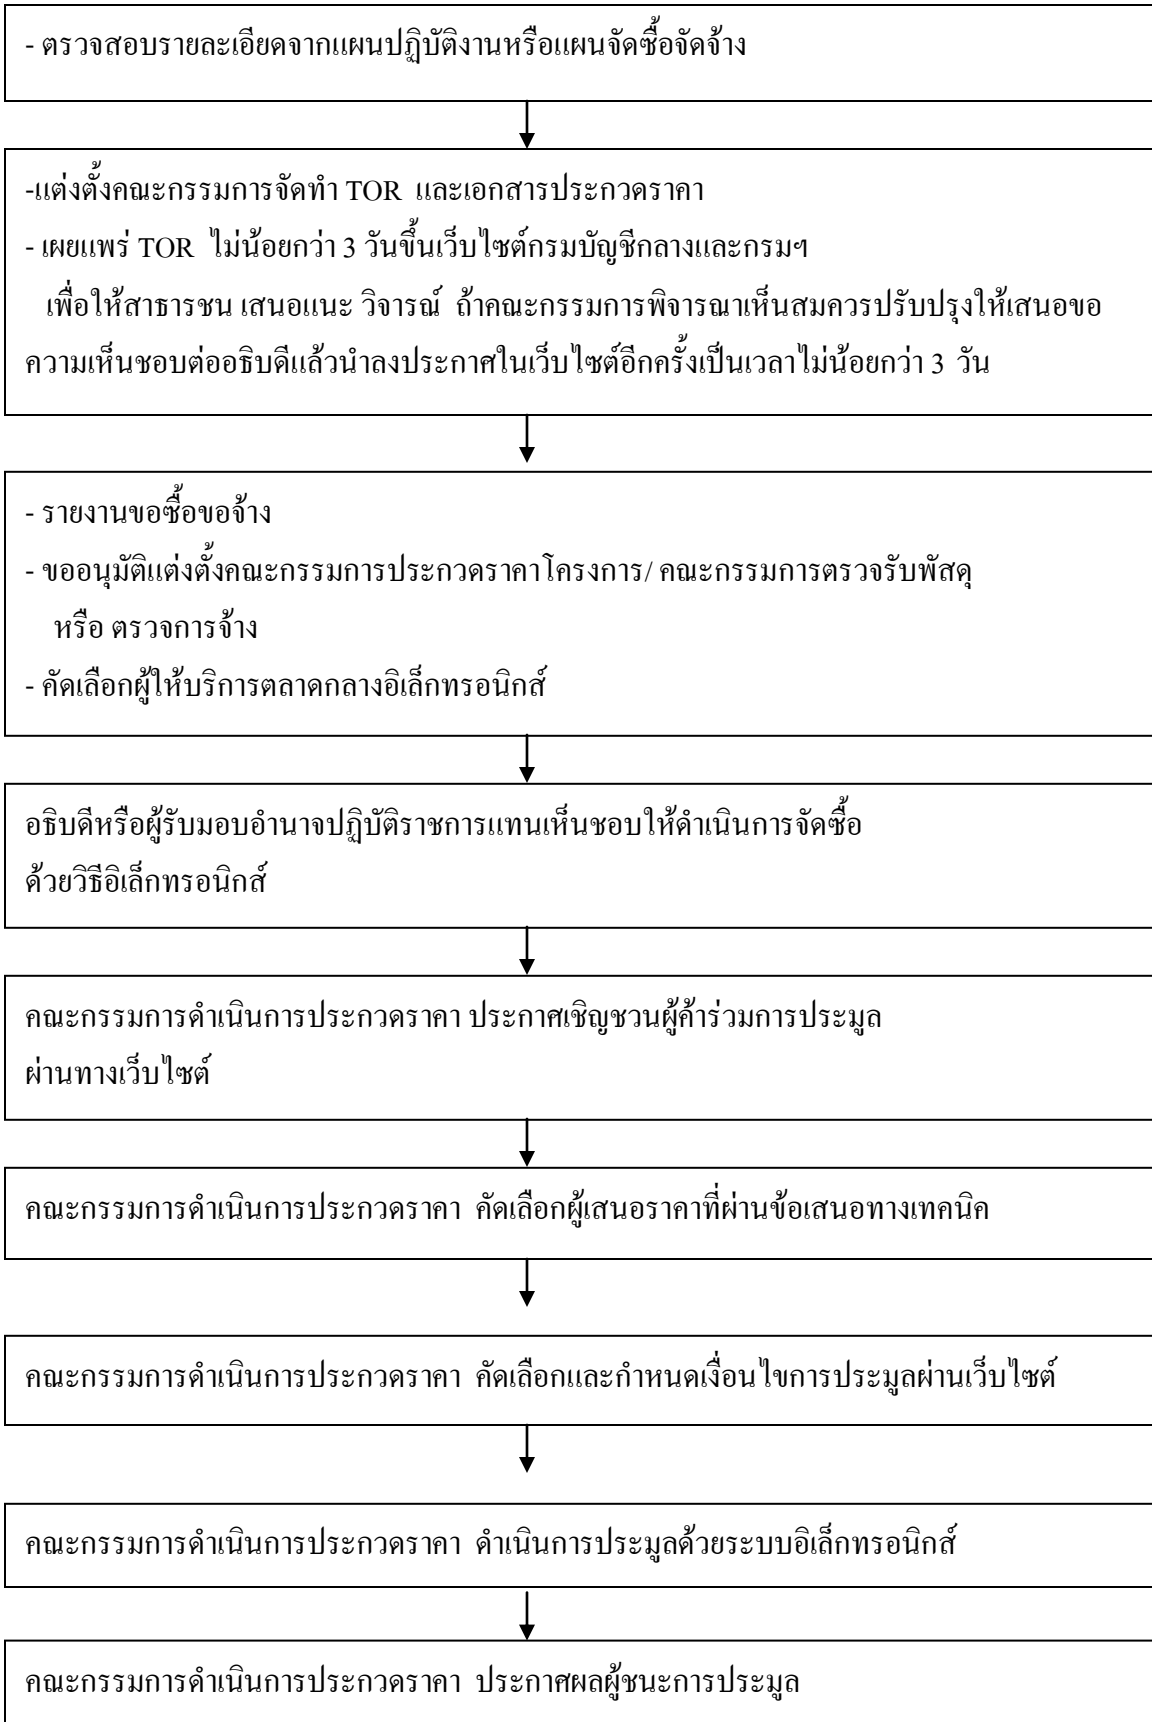 - ตรวจสอบรายละเอียดจากแผนปฏิบัติงานหรือแผนจัดซื้อจัดจ้าง
-แต่งตั้งคณะกรรมการจัดทำ TOR และเอกสารประกวดราคา
- เผยแพร่ TOR ไม่น้อยกว่า 3 วันขึ้นเว็บไซต์กรมบัญชีกลางและกรมฯ
เพื่อให้สาธารชน เสนอแนะ วิจารณ์ ถ้าคณะกรรมการพิจารณาเห็นสมควรปรับปรุงให้เสนอขอ
ความเห็นชอบต่ออธิบดีแล้วนำลงประกาศในเว็บไซต์อีกครั้งเป็นเวลาไม่น้อยกว่า 3 วัน
- รายงานขอซื้อขอจ้าง
- ขออนุมัติแต่งตั้งคณะกรรมการประกวดราคาโครงการ/ คณะกรรมการตรวจรับพัสดุ
หรือ ตรวจการจ้าง
- คัดเลือกผู้ให้บริการตลาดกลางอิเล็กทรอนิกส์
อธิบดีหรือผู้รับมอบอำนาจปฏิบัติราชการแทนเห็นชอบให้ดำเนินการจัดซื้อ
ด้วยวิธีอิเล็กทรอนิกส์
คณะกรรมการดำเนินการประกวดราคา ประกาศเชิญชวนผู้ค้าร่วมการประมูล
ผ่านทางเว็บไซต์
คณะกรรมการดำเนินการประกวดราคา คัดเลือกผู้เสนอราคาที่ผ่านข้อเสนอทางเทคนิค
คณะกรรมการดำเนินการประกวดราคา คัดเลือกและกำหนดเงื่อนไขการประมูลผ่านเว็บไซต์
คณะกรรมการดำเนินการประกวดราคา ดำเนินการประมูลด้วยระบบอิเล็กทรอนิกส์
คณะกรรมการดำเนินการประกวดราคา ประกาศผลผู้ชนะการประมูล